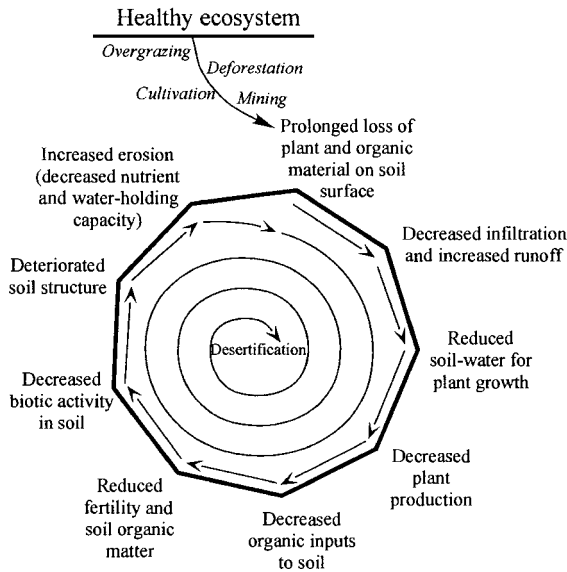 Healthy ecosystem
Overgrazing
Deforestation
Cultivation
Mining
Prolonged loss of
plant and organic
material on soil
surface
Decreased infiltration
and increased runoff
Reduced
soil-water for
plant growth
Decreased
plant
production
Decreased
organic inputs
to soil
Reduced
fertility and
soil organic
matter
Decreased
biotic activity
in soil
Deteriorated
soil structure
Increased erosion
(decreased nutrient
and water-holding
capacity)
Desertification